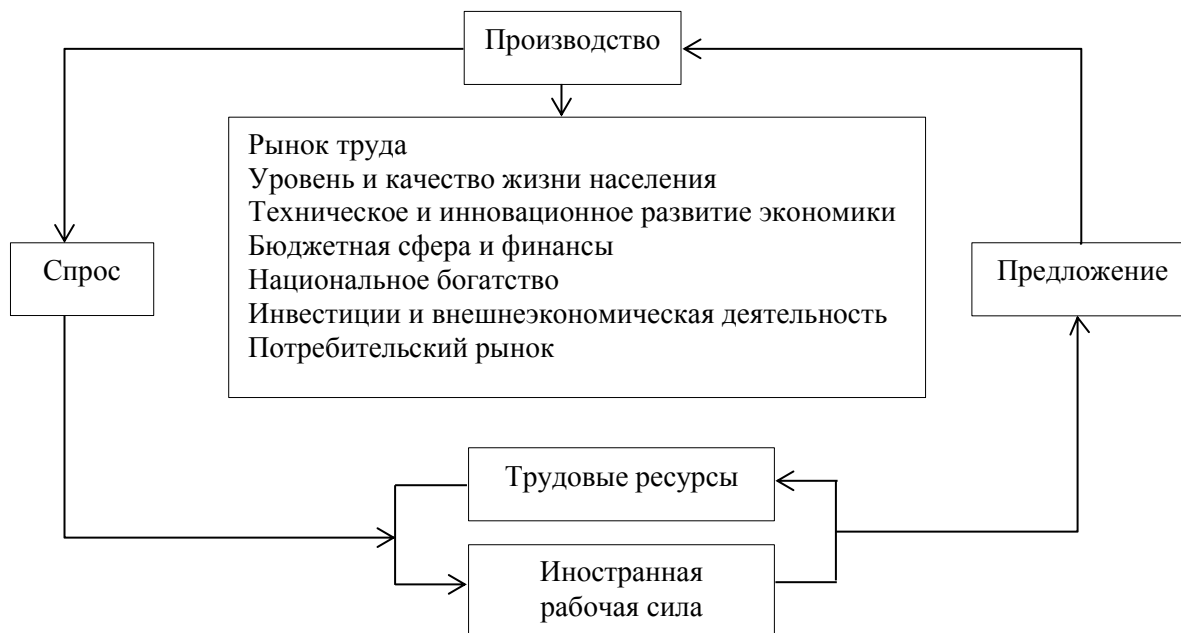 Производство
Рынок труда
Уровень и качество жизни населения
Техническое и инновационное развитие экономики
Бюджетная сфера и финансы
Национальное богатство
Инвестиции и внешнеэкономическая деятельность
Потребительский рынок
Спрос
Предложение
Трудовые ресурсы
Иностранная
рабочая сила